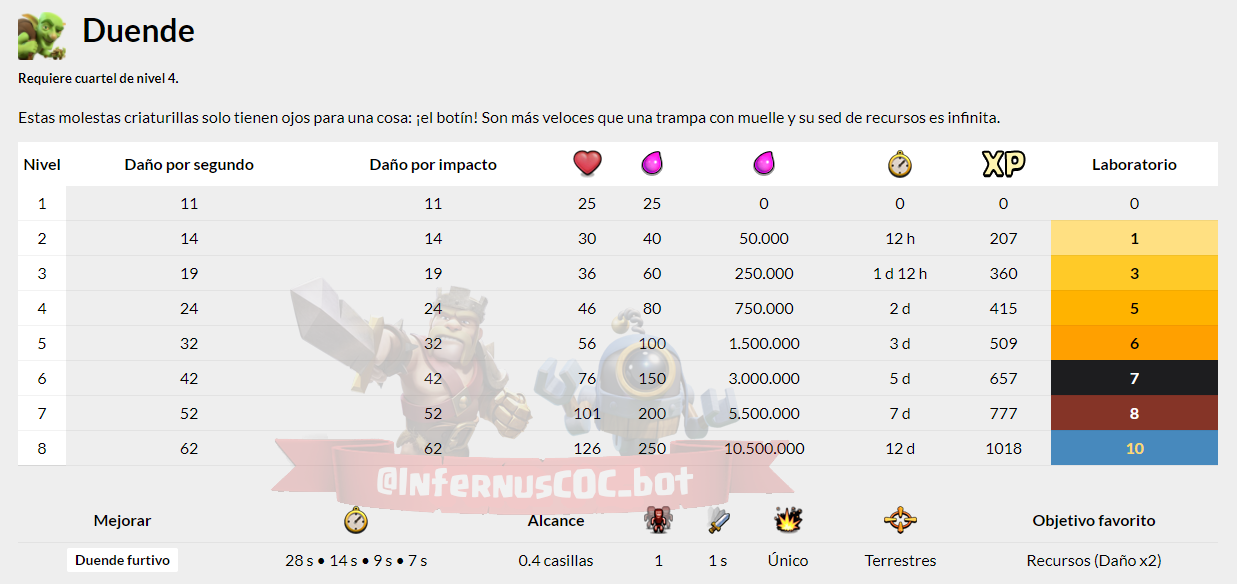 Duende
Requiere cuartel de nivel 4.
Estas molestas criaturillas solo tienen ojos para una cosa: ¡el botín! Son más veloces que una trampa con muelle y su sed de recursos es infinita.
Nivel Daño por segundo Daño por impacto XP Laboratorio
1 11 11 25 25 0 0 0 0
2 14 14 30 40 50.000 12 h 207 1
3 19 19 36 60 250.000 1 d 12 h 360 3
4 24 24 46 80 750.000 2 d 415 5
5 32 32 56 100 1.500.000 3 d 509 6
6 42 42 76 150 3.000.000 5 d 657 7
7 52 52 101 200 5.500.000 7 d 777 8
8 62 62 126 250 10.500.000 12 d 1018 10
@InfernusCOC_bot
Mejorar Alcance Objetivo favorito
Duende furtivo 28 s • 14 s • 9 s • 7 s 0.4 casillas 1 1 s Único Terrestres Recursos (Daño x2)